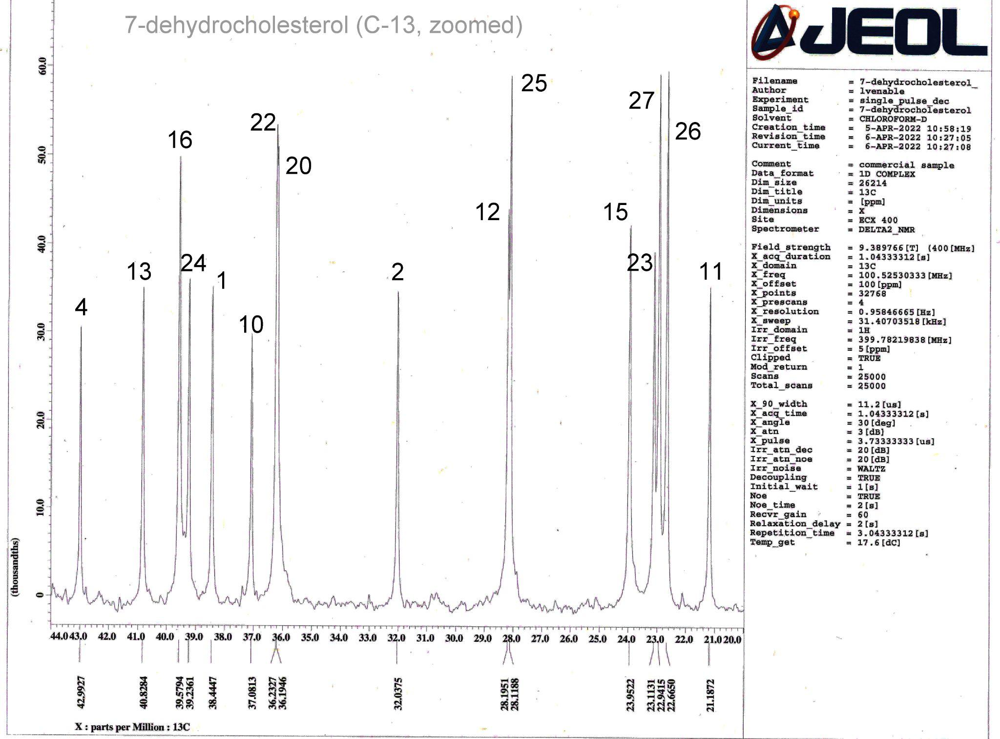 7-dehydrocholesterol (C-13, zoomed)
JEOL
Filename = 7-dehydrocholesterol_
Author = lvenable
Experiment = single_pulse_dec
Sample_id = 7-dehydrocholesterol
Solvent = CHLOROFORM-D
Creation_time = 5-APR-2022 10:58:19
Revision_time = 6-APR-2022 10:27:05
Current_time = 6-APR-2022 10:27:08
Comment = commercial sample
Data_format = 1D COMPLEX
Dim_size = 26214
Dim_title = 13C
Dim_units = [ppm]
Dimensions = X
Site = ECX 400
Spectrometer = DELTA2_NMR
Field_strength = 9.389766[T] (400[MHz]
X_acq_duration = 1.04333312[s]
X_domain = 13C
X_freq = 100.52530333[MHz]
X_offset = 100[ppm]
X_points = 32768
X_prescans = 4
X_resolution = 0.95846665[Hz]
X_sweep = 31.40703518[kHz]
Irr_domain = 1H
Irr_freq = 399.78219838[MHz]
Irr_offset = 5[ppm]
Clipped = TRUE
Mod_return = 1
Scans = 25000
Total_scans = 25000
X_90_width = 11.2[us]
X_acq_time = 1.04333312[s]
X_angle = 30[deg]
X_atn = 3[dB]
X_pulse = 3.73333333[us]
Irr_atn_dec = 20[dB]
Irr_atn_noe = 20[dB]
Irr_noise = WALTZ
Decoupling = TRUE
Initial_wait = 1[s]
Noe = TRUE
Noe_time = 2[s]
Recvr_gain = 60
Relaxation_delay = 2[s]
Repetition_time = 3.04333312[s]
Temp_get = 17.6[dC]
60.0
50.0
40.0
30.0
20.0
10.0
0
(thousandths)
4
13
16
24
1
10
22
20
2
12
25
15
23
27
26
11
44.0 43.0 42.0 41.0 40.0 39.0 38.0 37.0 36.0 35.0 34.0 33.0 32.0 31.0 30.0 29.0 28.0 27.0 26.0 25.0 24.0 23.0 22.0 21.0 20.0
42.9927
40.8284
39.5794
39.2361
38.4447
37.0813
36.2327
36.1946
32.0375
28.1951
28.1188
23.9522
23.1131
22.9415
22.6650
21.1872
X : parts per Million : 13C